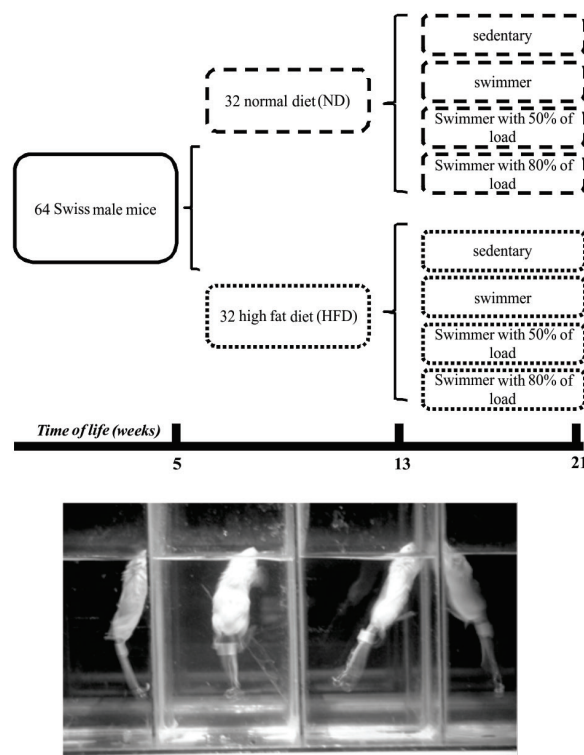 64 Swiss male mice
32 normal diet (ND)
sedentary
swimmer
Swimmer with 50% of
load
Swimmer with 80% of
load
32 high fat diet (HFD)
sedentary
swimmer
Swimmer with 50% of
load
Swimmer with 80% of
load
Time of life (weeks)
5
13
21